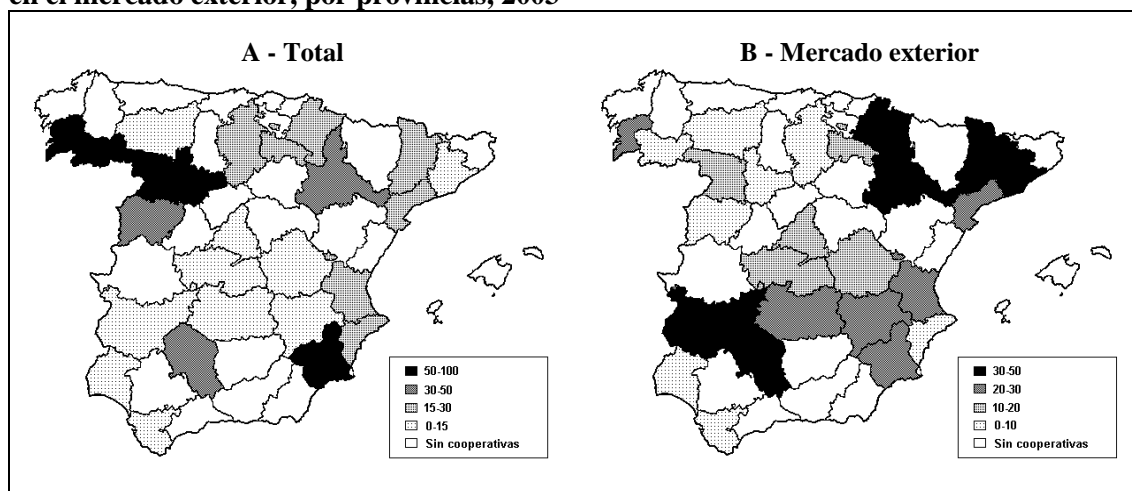 en el mercado exterior, por provincias, 2005
A - Total
B - Mercado exterior
50-100
30-50
15-30
0-15
Sin cooperativas
30-50
20-30
10-20
0-10
Sin cooperativas